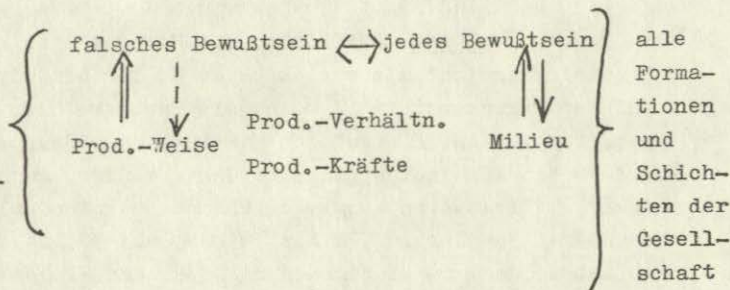 falsches Bewußtsein ⟷ jedes Bewußtsein
Prod.-Weise
Prod.-Verhältn.
Prod.-Kräfte
Milieu
alle
Forma-
tionen
und
Schich-
ten der
Gesell-
schaft